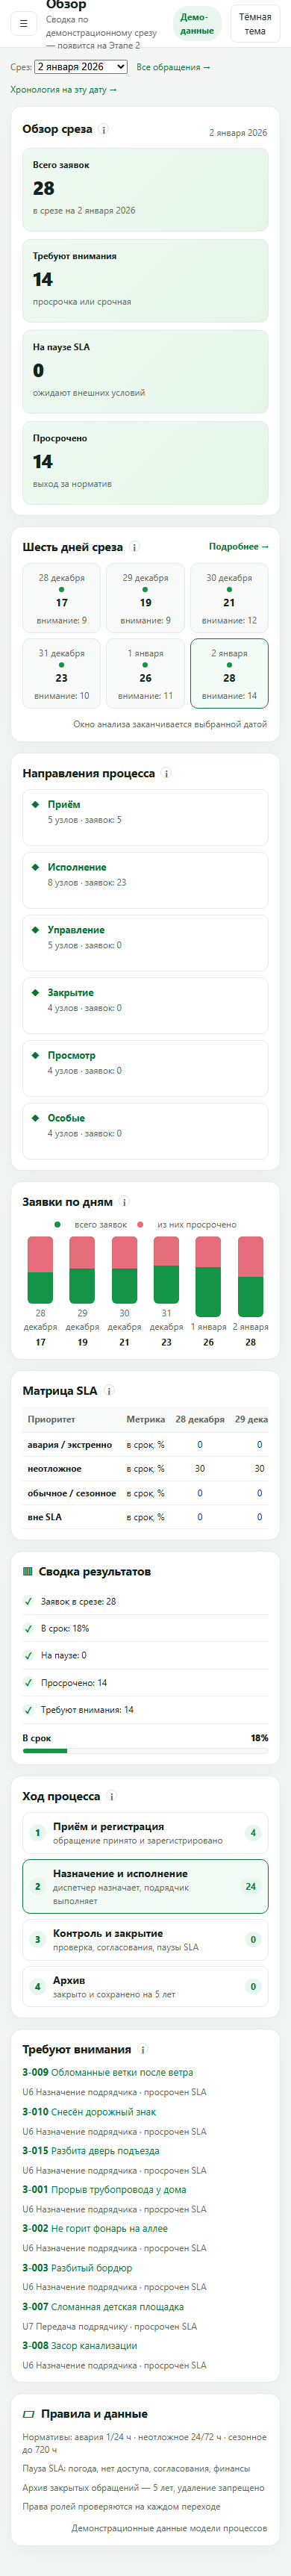 ☰
Обзор
Сводка по
демонстрационному срезу
— появится на Этапе 2
Демо-
данные
Тёмная
тема
Срез: 2 января 2026
Все обращения →
Хронология на эту дату →
Обзор среза i
2 января 2026
Всего заявок
28
в срезе на 2 января 2026
Требуют внимания
14
просрочка или срочная
На паузе SLA
0
ожидают внешних условий
Просрочено
14
выход за норматив
Шесть дней среза i
Подробнее →
28 декабря
17
внимание: 9
29 декабря
19
внимание: 9
30 декабря
21
внимание: 12
31 декабря
23
внимание: 10
1 января
26
внимание: 11
2 января
28
внимание: 14
Окно анализа заканчивается выбранной датой
Направления процесса i
Приём
5 узлов · заявок: 5
Исполнение
8 узлов · заявок: 23
Управление
5 узлов · заявок: 0
Закрытие
4 узлов · заявок: 0
Просмотр
4 узлов · заявок: 0
Особые
4 узлов · заявок: 0
Заявки по дням i
всего заявок из них просрочено
28 декабря 17
29 декабря 19
30 декабря 21
31 декабря 23
1 января 26
2 января 28
Матрица SLA i
Приоритет Метрика 28 декабря 29 дека
авария / экстренно в срок, % 0 0
неотложное в срок, % 30 30
обычное / сезонное в срок, % 0 0
вне SLA в срок, % 0 0
Сводка результатов
✓ Заявок в срезе: 28
✓ В срок: 18%
✓ На паузе: 0
✓ Просрочено: 14
✓ Требуют внимания: 14
В срок 18%
Ход процесса i
1 Приём и регистрация 4
обращение принято и зарегистрировано
2 Назначение и исполнение 24
диспетчер назначает, подрядчик
выполняет
3 Контроль и закрытие 0
проверка, согласования, паузы SLA
4 Архив 0
закрыто и сохранено на 5 лет
Требуют внимания i
З-009 Обломанные ветки после ветра
U6 Назначение подрядчика · просрочен SLA
З-010 Снесён дорожный знак
U6 Назначение подрядчика · просрочен SLA
З-015 Разбита дверь подъезда
U6 Назначение подрядчика · просрочен SLA
З-001 Прорыв трубопровода у дома
U6 Назначение подрядчика · просрочен SLA
З-002 Не горит фонарь на аллее
U6 Назначение подрядчика · просрочен SLA
З-003 Разбитый бордюр
U6 Назначение подрядчика · просрочен SLA
З-007 Сломанная детская площадка
U7 Передача подрядчику · просрочен SLA
З-008 Засор канализации
U6 Назначение подрядчика · просрочен SLA
Правила и данные
Нормативы: авария 1/24 ч · неотложное 24/72 ч · сезонное
до 720 ч
Пауза SLA: погода, нет доступа, согласования, финансы
Архив закрытых обращений — 5 лет, удаление запрещено
Права ролей проверяются на каждом переходе
Демонстрационные данные модели процессов